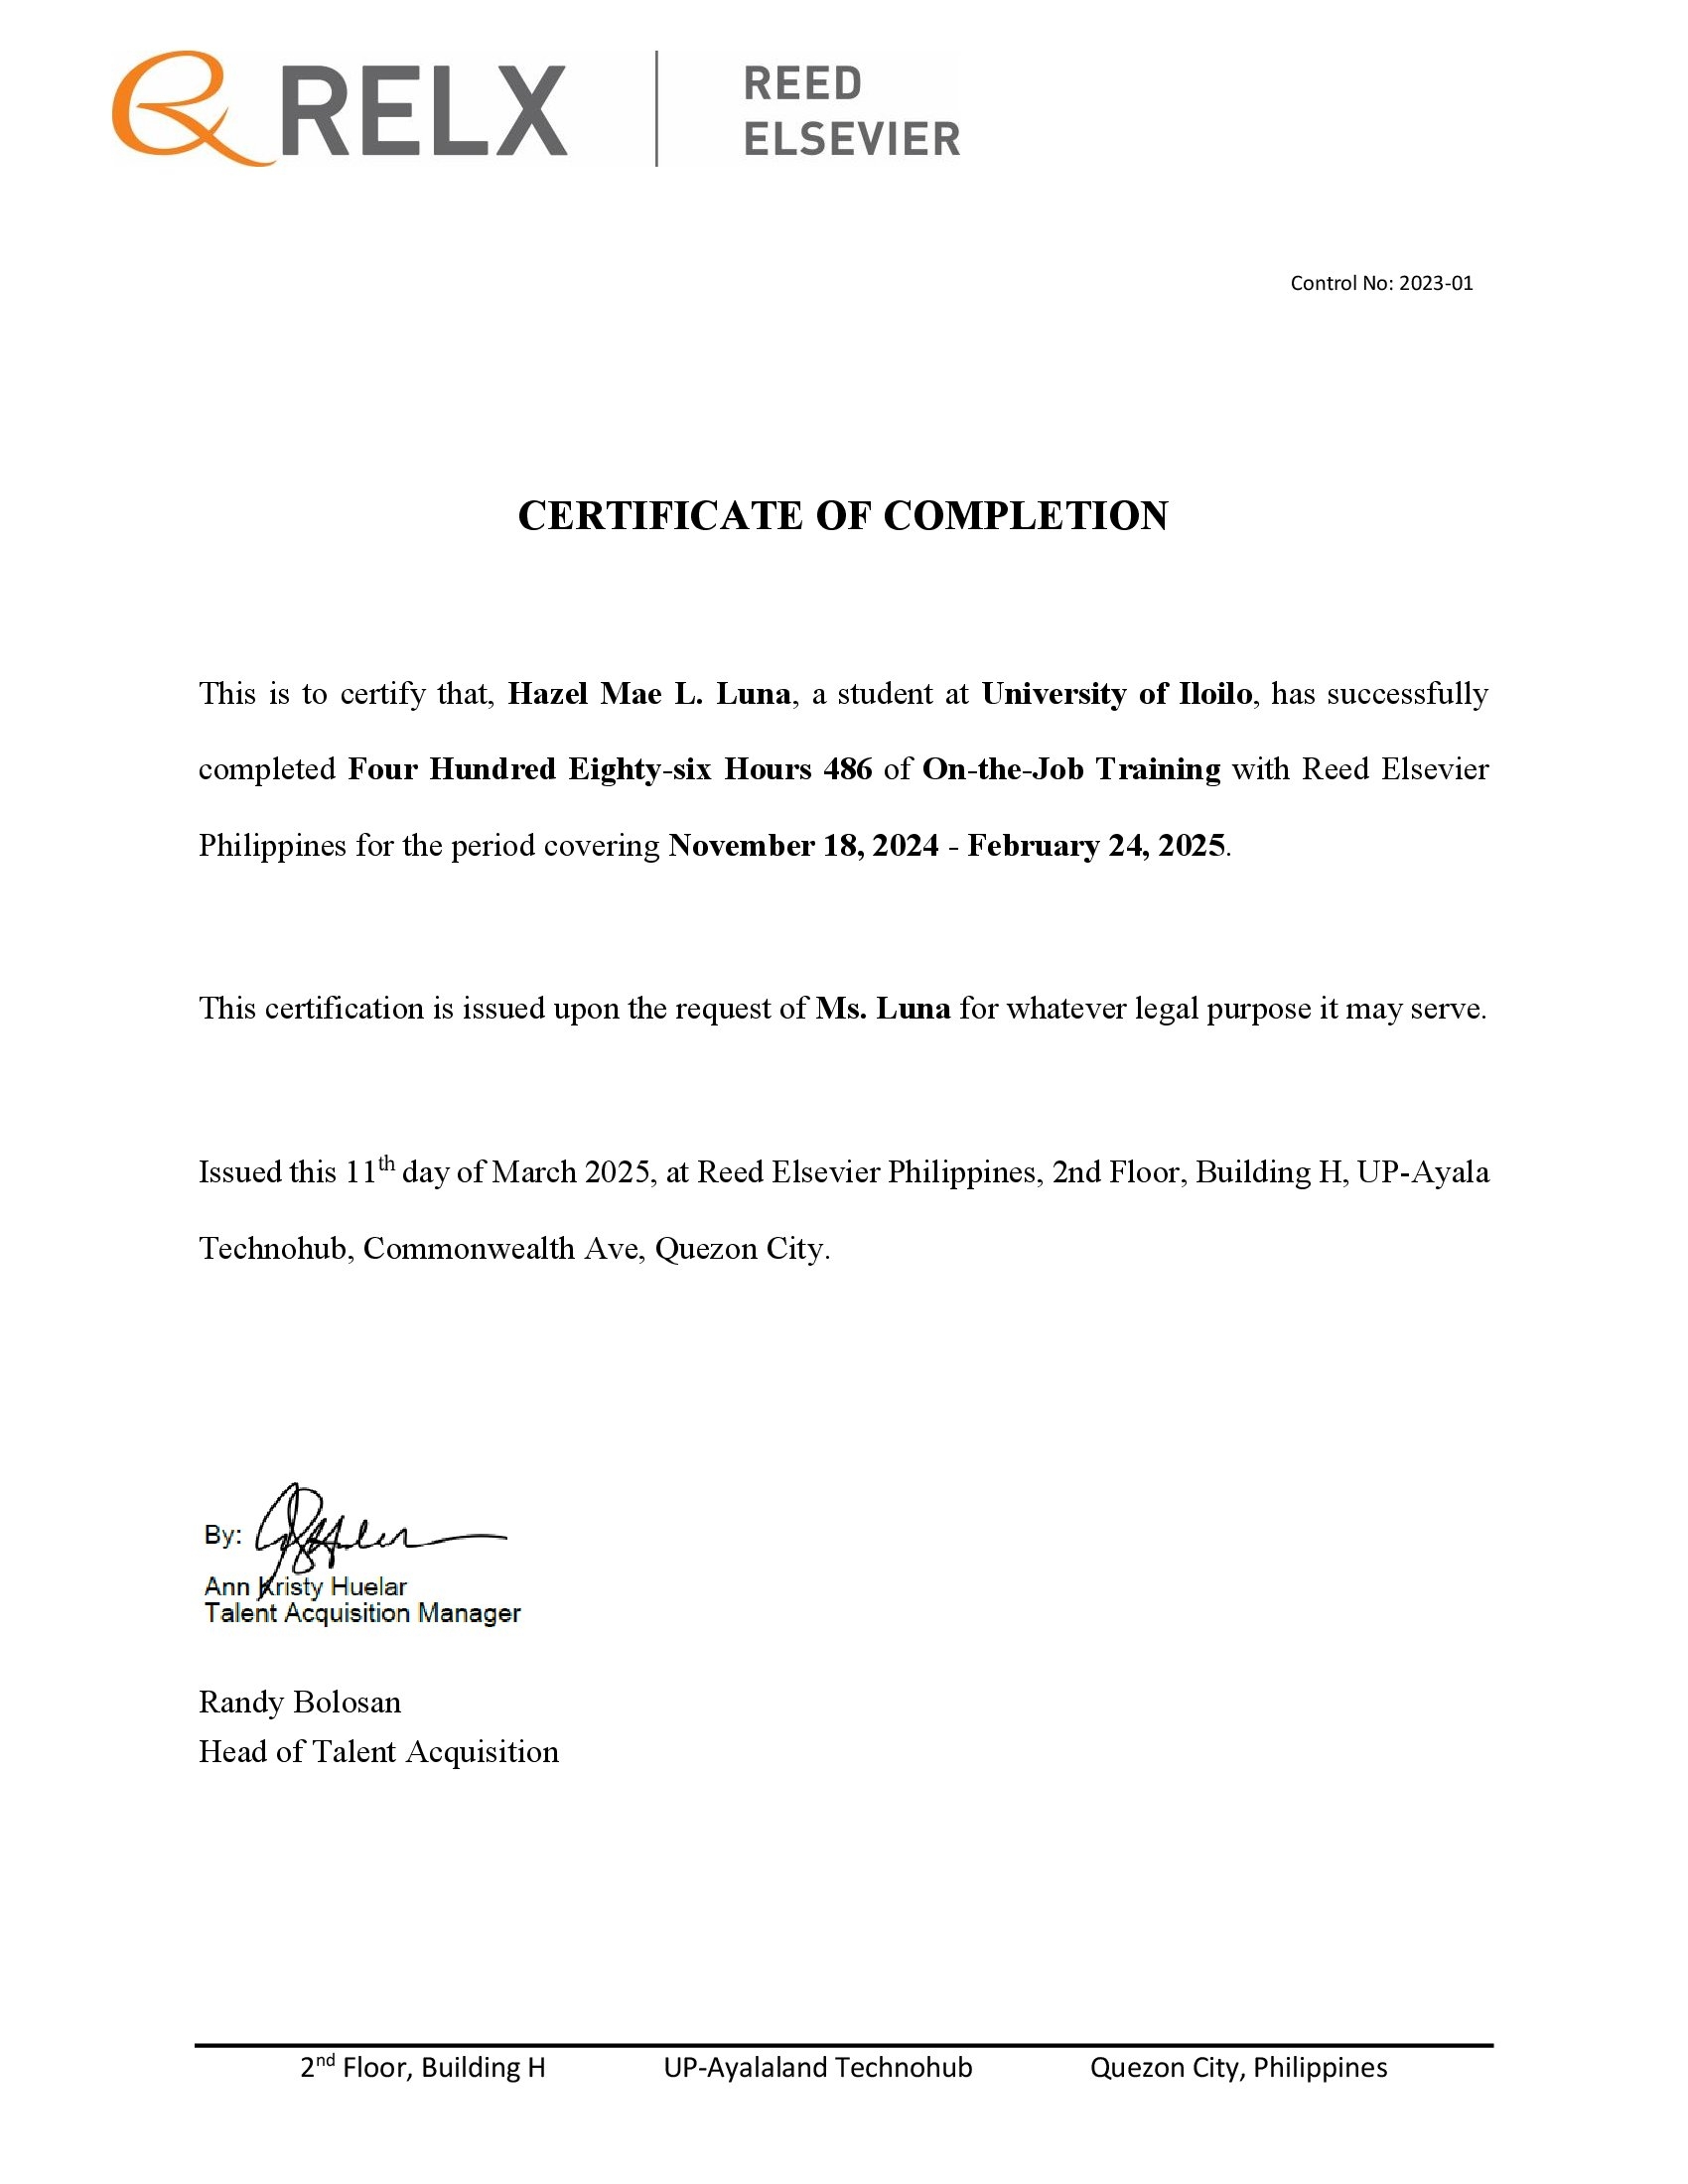 RELX
REED
ELSEVIER
Control No: 2023-01
CERTIFICATE OF COMPLETION
This is to certify that, Hazel Mae L. Luna, a student at University of Iloilo, has successfully
completed Four Hundred Eighty-six Hours 486 of On-the-Job Training with Reed Elsevier
Philippines for the period covering November 18, 2024 - February 24, 2025.
This certification is issued upon the request of Ms. Luna for whatever legal purpose it may serve.
Issued this 11th day of March 2025, at Reed Elsevier Philippines, 2nd Floor, Building H, UP-Ayala
Technohub, Commonwealth Ave, Quezon City.
By:
Ann Kristy Huelar
Talent Acquisition Manager
Randy Bolosan
Head of Talent Acquisition
2nd Floor, Building H UP-Ayalaland Technohub Quezon City, Philippines